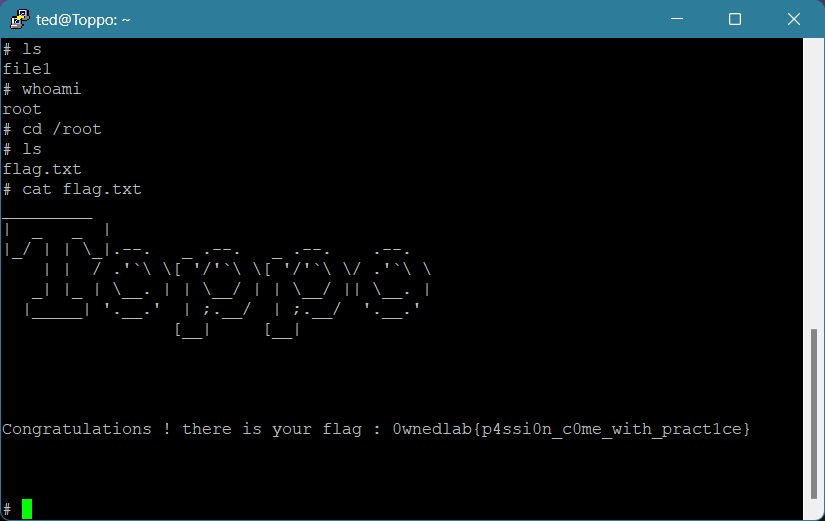 ted@Toppo: ~
# ls
file1
# whoami
root
# cd /root
# ls
flag.txt
# cat flag.txt
Toppo
Congratulations ! there is your flag : 0wnedlab{p4ssi0n_c0me_with_pract1ce}
#